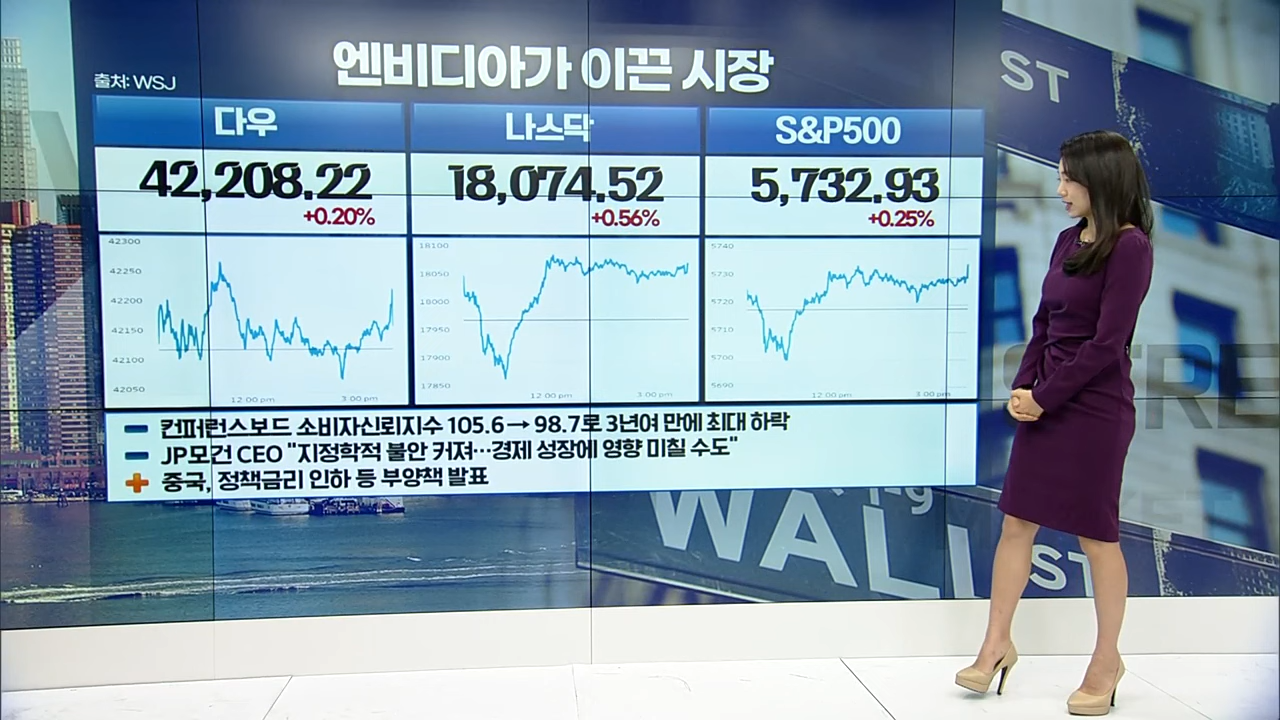 엔비디아가 이끈 시장
출처: WSJ
다우
나스닥
S&P500
42,208.22
18,074.52
5,732.93
+0.20%
+0.56%
+0.25%
42300
42250
42200
42150
42100
42050
12:00 pm
3:00 pm
18100
18050
18000
17950
17900
17850
12:00 pm
3:00 pm
5740
5730
5720
5710
5700
5690
12:00 pm
3:00 pm
컨퍼런스보드 소비자신뢰지수 105.6→98.7로 3년여 만에 최대 하락
JP모건 CEO "지정학적 불안 커져…경제 성장에 영향 미칠 수도"
중국, 정책금리 인하 등 부양책 발표
ST
STRE
1-9
WALL ST